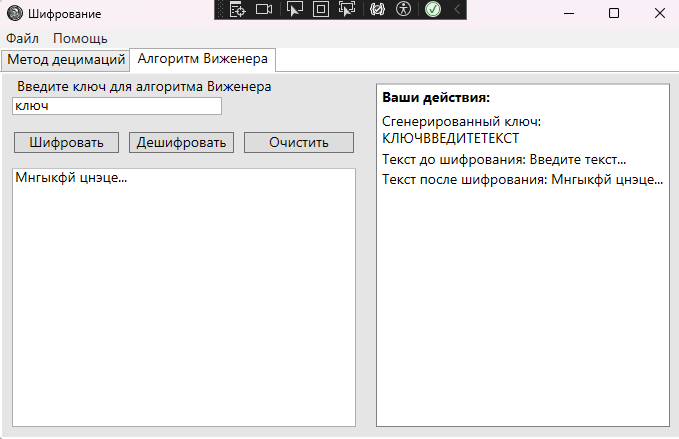 Шифрование
Файл Помощь
Метод децимаций Алгоритм Виженера
Введите ключ для алгоритма Виженера
ключ
Шифровать Дешифровать Очистить
Мнгыкфй цнэце...
Ваши действия:
Сгенерированный ключ:
КЛЮЧВВЕДИТЕТЕКСТ
Текст до шифрования: Введите текст...
Текст после шифрования: Мнгыкфй цнэце...